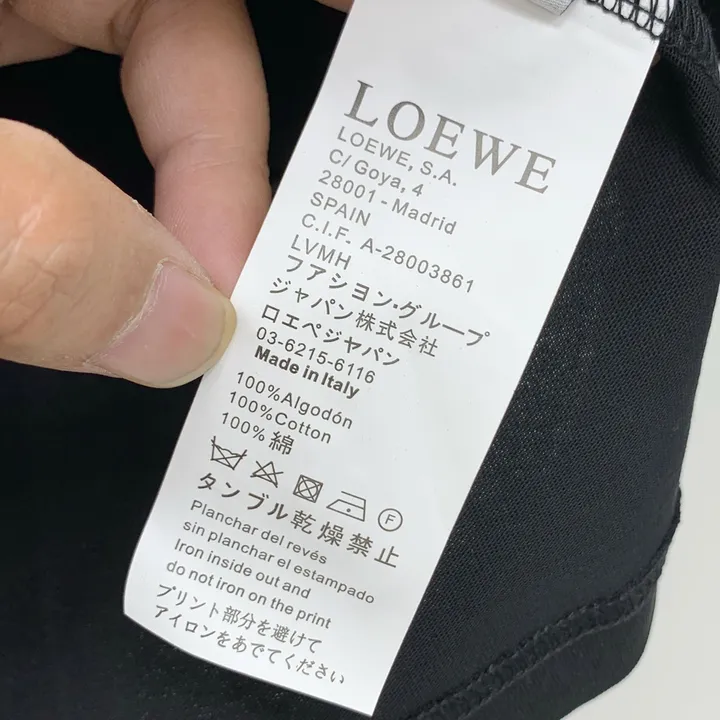 LOEWE
LOEWE, S.A.
C/ Goya, 4
28001 - Madrid
SPAIN
C.I.F. A-28003861
LVMH
フアシヨン・グループ
ジャパン株式会社
ロエペジャパン
03-6215-6116
Made in Italy
100%Algodón
100%Cotton
100% 綿
F
タンブル乾燥禁止
Planchar del revés
sin planchar el estampado
Iron inside out and
do not iron on the print
プリント部分を避けて
アイロンをあでてください